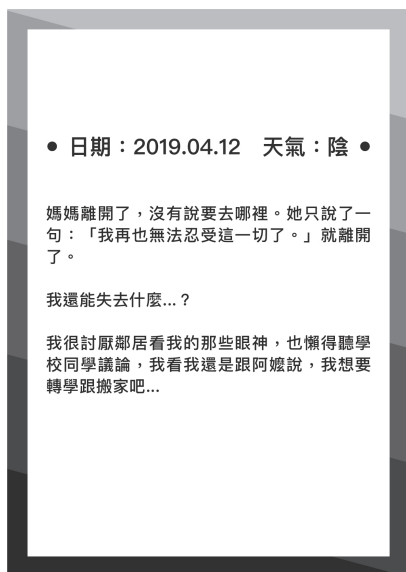 ● 日期：2019.04.12　天氣：陰 ●
媽媽離開了，沒有說要去哪裡。她只說了一
句：「我再也無法忍受這一切了。」就離開
了。
我還能失去什麼...？
我很討厭鄰居看我的那些眼神，也懶得聽學
校同學議論，我看我還是跟阿嬤說，我想要
轉學跟搬家吧...